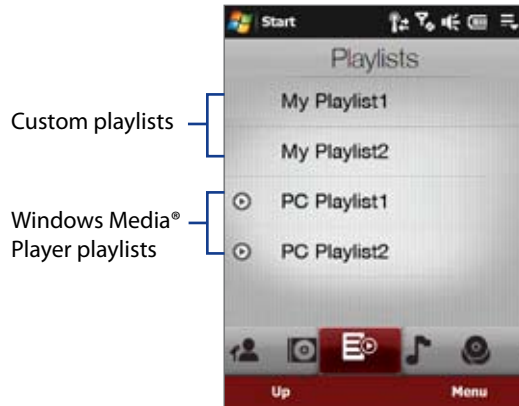 Start
Playlists
My Playlist1
Custom playlists
My Playlist2
PC Playlist1
Windows Media®
Player playlists
PC Playlist2
Up Menu